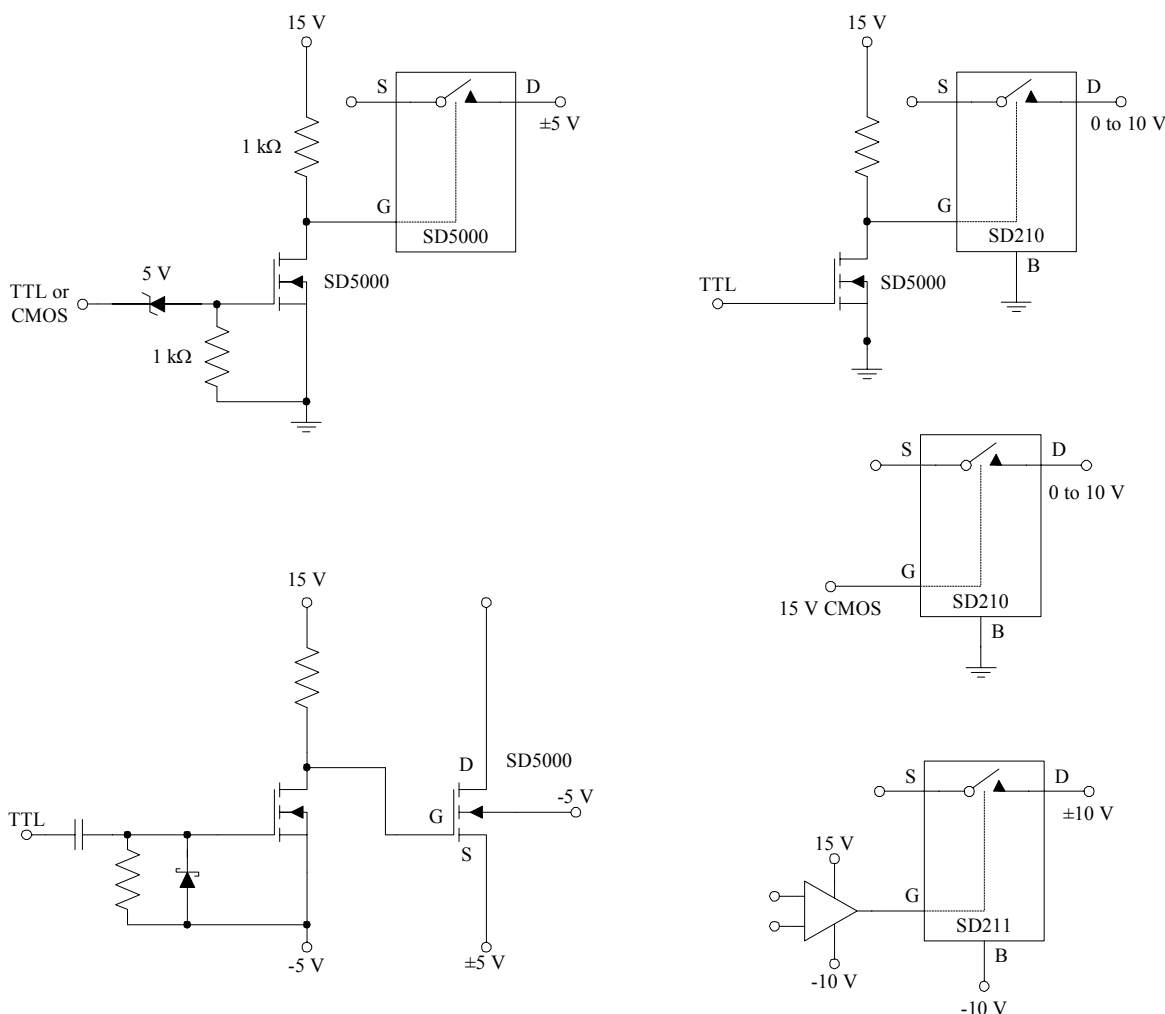 15 V
S
D
±5 V
1 kΩ
G
SD5000
5 V
SD5000
TTL or
CMOS
1 kΩ
15 V
S
D
0 to 10 V
G
SD210
B
SD5000
TTL
S
D
0 to 10 V
G
15 V CMOS
SD210
B
15 V
D
SD5000
-5 V
G
TTL
S
-5 V
±5 V
S
D
±10 V
15 V
G
SD211
B
-10 V
-10 V